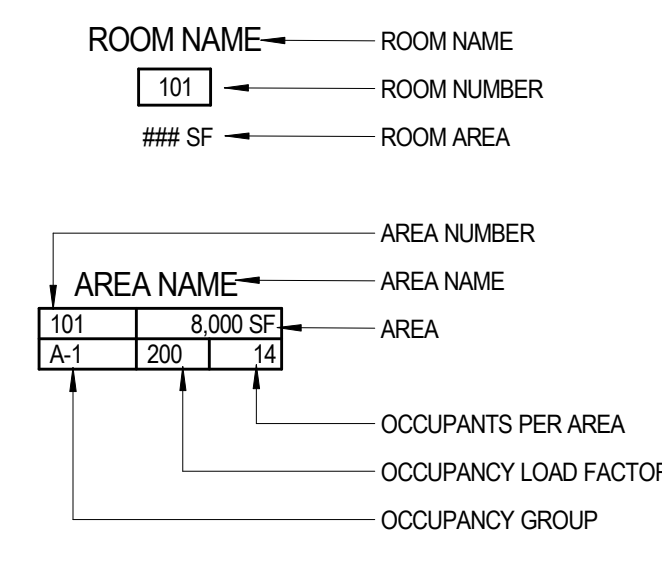 ROOM NAME ROOM NAME
101 ROOM NUMBER
### SF ROOM AREA
AREA NUMBER
AREA NAME AREA NAME
101 8,000 SF AREA
A-1 200 14
OCCUPANTS PER AREA
OCCUPANCY LOAD FACTOR
OCCUPANCY GROUP